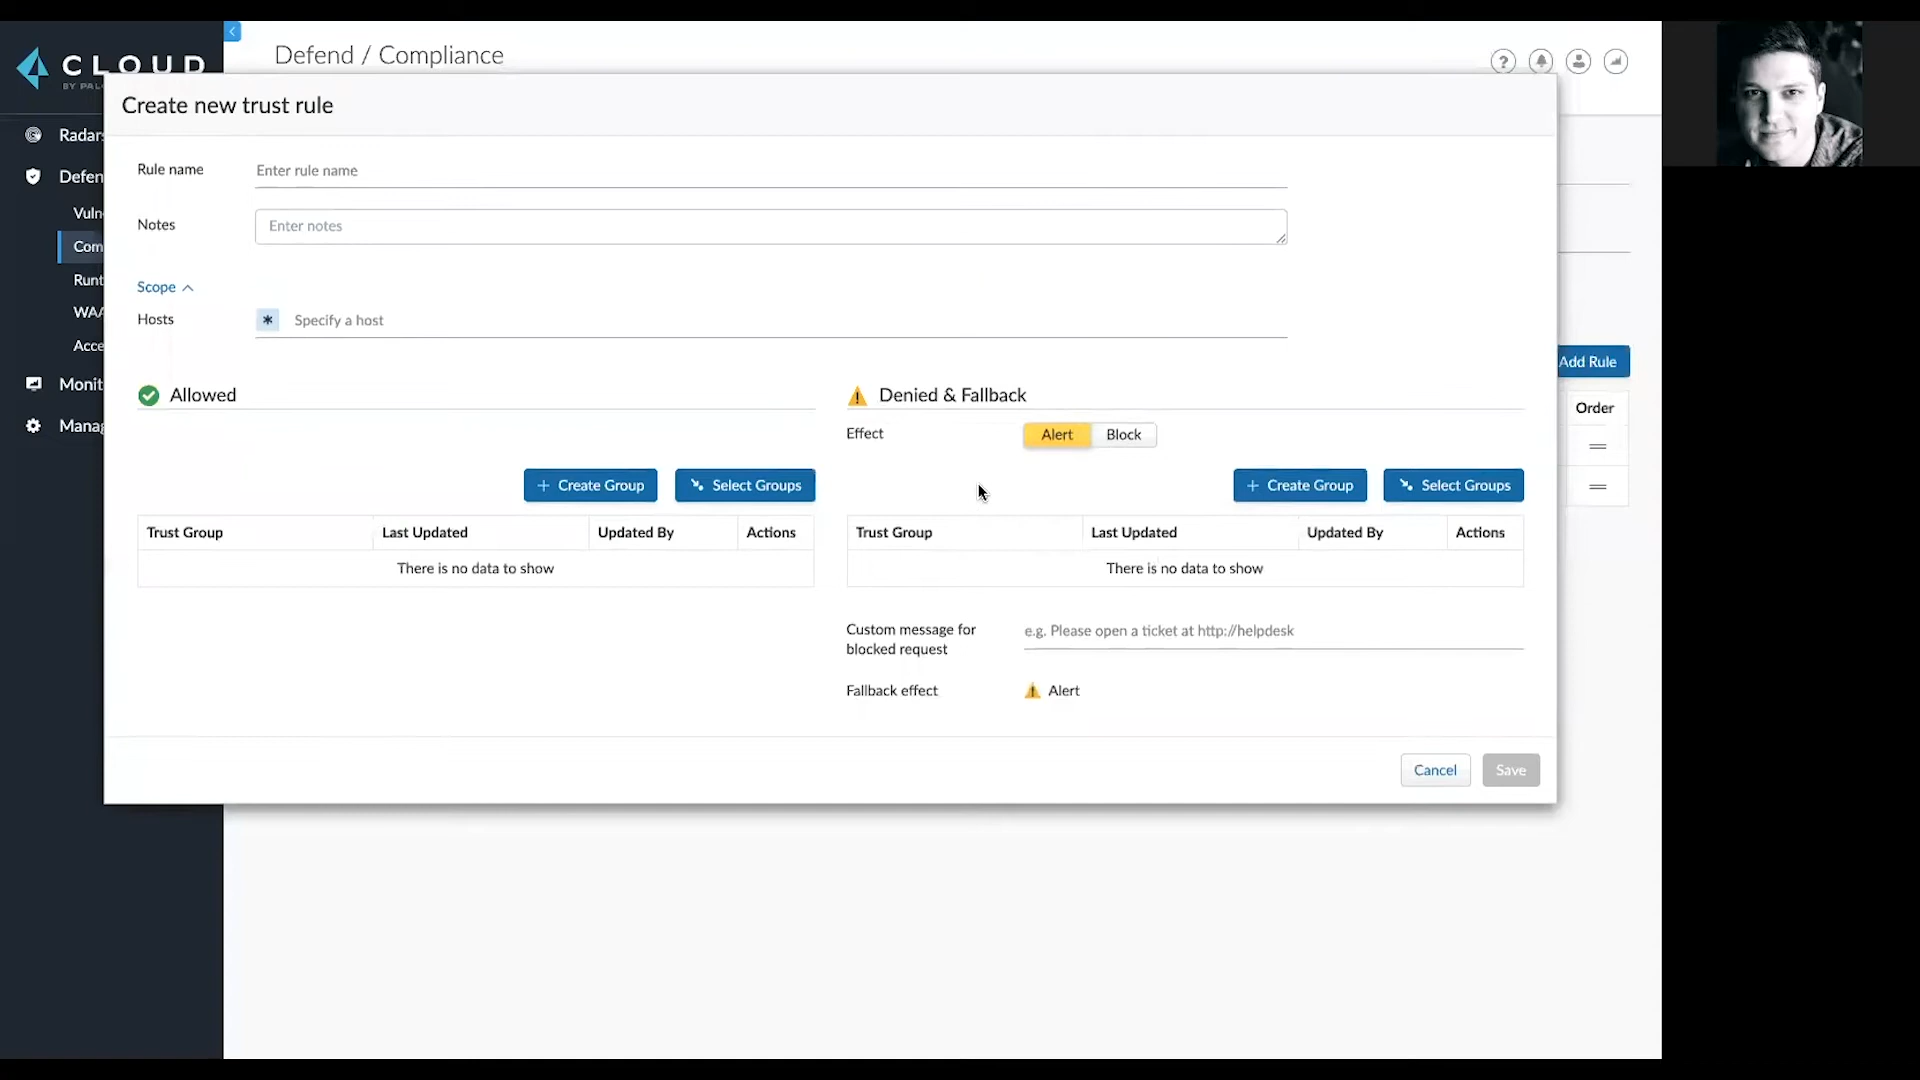 Defend / Compliance
CLOUD
BY PAL
Create new trust rule
Radars
Defen
Vuln
Com
Runt
WAA
Acce
Monit
Manag
Rule name
Enter rule name
Notes
Enter notes
Scope
Hosts
* Specify a host
Add Rule
Order
Allowed
Create Group
Select Groups
Trust Group Last Updated Updated By Actions
There is no data to show
Denied & Fallback
Effect
Alert Block
Create Group
Select Groups
Trust Group Last Updated Updated By Actions
There is no data to show
Custom message for
blocked request
e.g. Please open a ticket at http://helpdesk
Fallback effect
Alert
Cancel
Save